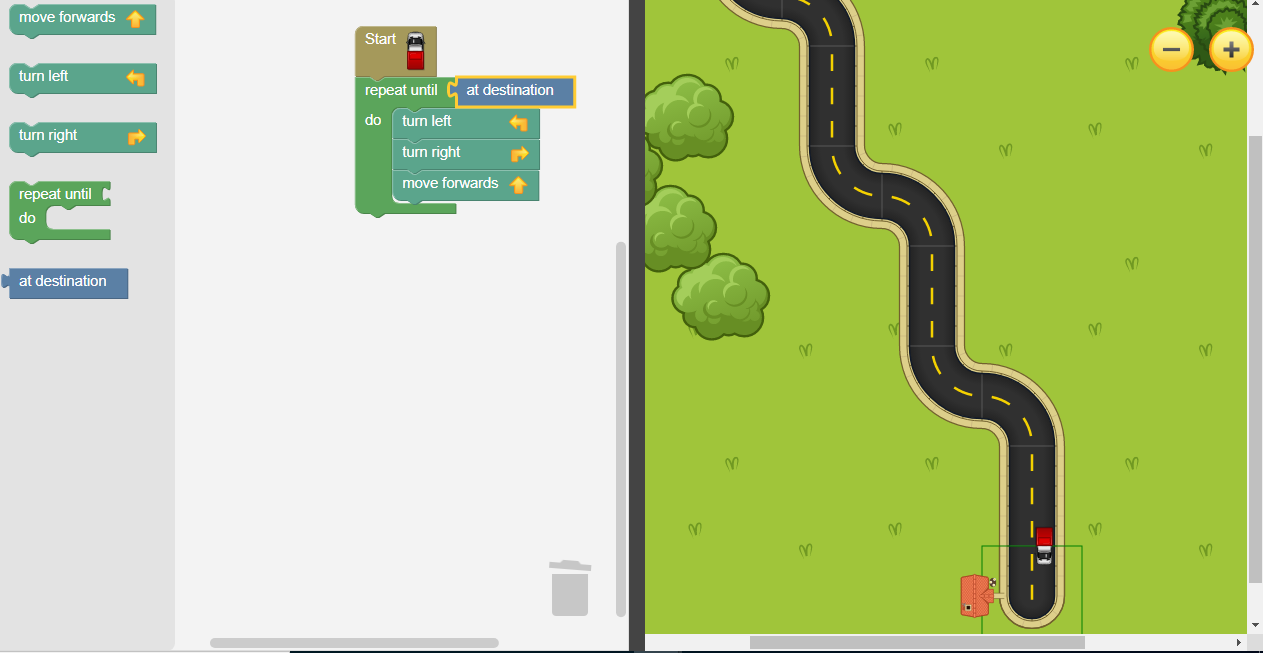 move forwards
turn left
turn right
repeat until
do
at destination
Start
repeat until at destination
do turn left
turn right
move forwards